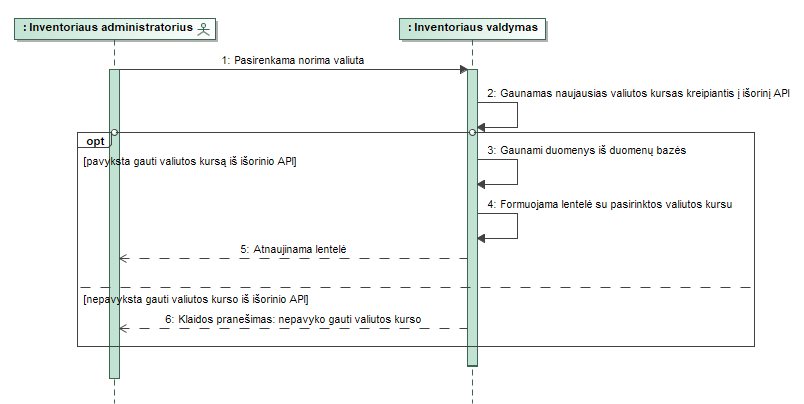 : Inventoriaus administratorius
: Inventoriaus valdymas
1: Pasirenkama norima valiuta
2: Gaunamas naujausias valiutos kursas kreipiantis į išorinį API
opt
[pavyksta gauti valiutos kursą iš išorinio API]
3: Gaunami duomenys iš duomenų bazės
4: Formuojama lentelė su pasirinktos valiutos kursu
5: Atnaujinama lentelė
[nepavyksta gauti valiutos kurso iš išorinio API]
6: Klaidos pranešimas: nepavyko gauti valiutos kurso